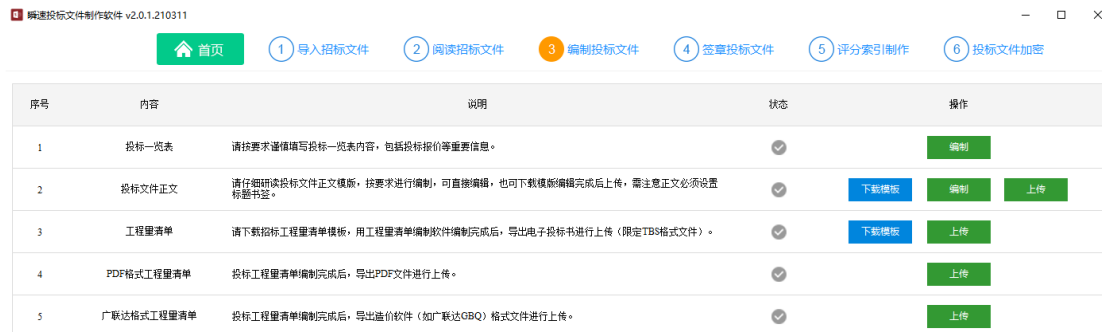 瞬速投标文件制作软件 v2.0.1.210311
首页 1 导入招标文件 2 阅读招标文件 3 编制投标文件 4 签章投标文件 5 评分索引制作 6 投标文件加密
序号 内容 说明 状态 操作
1 投标一览表 请按要求谨慎填写投标一览表内容，包括投标报价等重要信息。 编制
2 投标文件正文 请仔细研读投标文件正文模版，按要求进行编制，可直接编辑，也可下载模版编辑完成后上传，需注意正文必须设置
标题书签。 下载模板 编制 上传
3 工程量清单 请下载招标工程量清单模板，用工程量清单编制软件编制完成后，导出电子投标书进行上传（限定TBS格式文件）。 下载模板 上传
4 PDF格式工程量清单 投标工程量清单编制完成后，导出PDF文件进行上传。 上传
5 广联达格式工程量清单 投标工程量清单编制完成后，导出造价软件（如广联达GBQ）格式文件进行上传。 上传